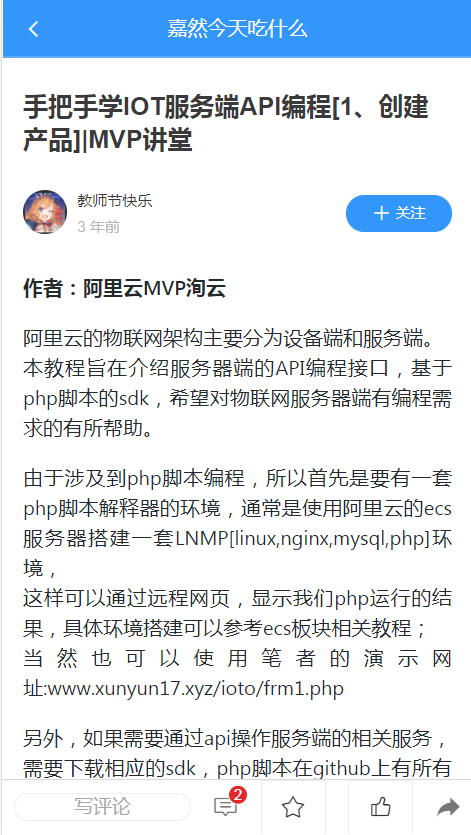 嘉然今天吃什么
手把手学IOT服务端API编程[1、创建
产品]|MVP讲堂
教师节快乐
3 年前
关注
作者：阿里云MVP洵云
阿里云的物联网架构主要分为设备端和服务端。
本教程旨在介绍服务器端的API编程接口，基于
php脚本的sdk，希望对物联网服务器端有编程需
求的有所帮助。
由于涉及到php脚本编程，所以首先是要有一套
php脚本解释器的环境，通常是使用阿里云的ecs
服务器搭建一套LNMP[linux,nginx,mysql,php]环
境，
这样可以通过远程网页，显示我们php运行的结
果，具体环境搭建可以参考ecs板块相关教程；
当然也可以使用笔者的演示网
址:www.xunyun17.xyz/ioto/frm1.php
另外，如果需要通过api操作服务端的相关服务，
需要下载相应的sdk，php脚本在github上有所有
写评论
2